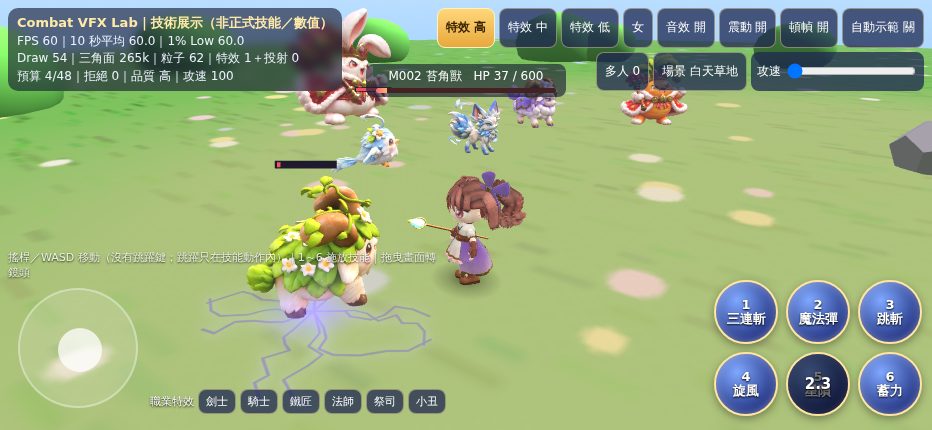 Combat VFX Lab｜技術展示（非正式技能／數值）
FPS 60｜10 秒平均 60.0｜1% Low 60.0
Draw 54｜三角面 265k｜粒子 62｜特效 1＋投射 0
預算 4/48｜拒絕 0｜品質 高｜攻速 100
特效 高
特效 中
特效 低
女
音效 開
震動 開
頓幀 開
自動示範 關
多人 0
場景 白天草地
攻速
M002 苔角獸 HP 37 / 600
搖桿／WASD 移動（沒有跳躍鍵；跳躍只在技能動作內）｜1～6 施放技能｜拖曳畫面轉
鏡頭
1
三連斬
2
魔法彈
3
跳斬
4
旋風
2.3
6
蓄力
職業特效
劍士
騎士
鐵匠
法師
祭司
小丑